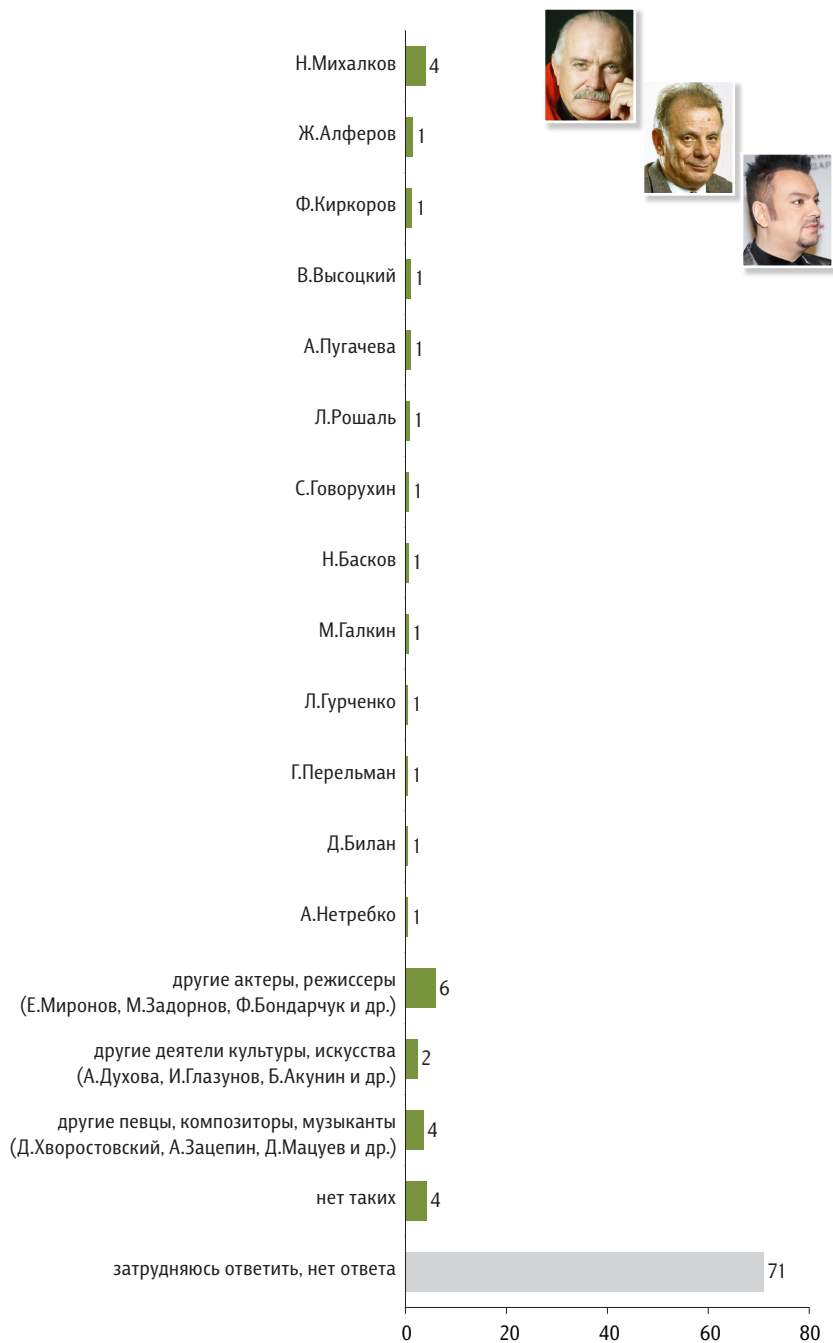 Н.Михалков 4
Ж.Алферов 1
Ф.Киркоров 1
В.Высоцкий 1
А.Пугачева 1
Л.Рошаль 1
С.Говорухин 1
Н.Басков 1
М.Галкин 1
Л.Гурченко 1
Г.Перельман 1
Д.Билан 1
А.Нетребко 1
другие актеры, режиссеры
(Е.Миронов, М.Задорнов, Ф.Бондарчук и др.) 6
другие деятели культуры, искусства
(А.Духова, И.Глазунов, Б.Акунин и др.) 2
другие певцы, композиторы, музыканты
(Д.Хворостовский, А.Зацепин, Д.Мацуев и др.) 4
нет таких 4
затрудняюсь ответить, нет ответа 71
0 20 40 60 80